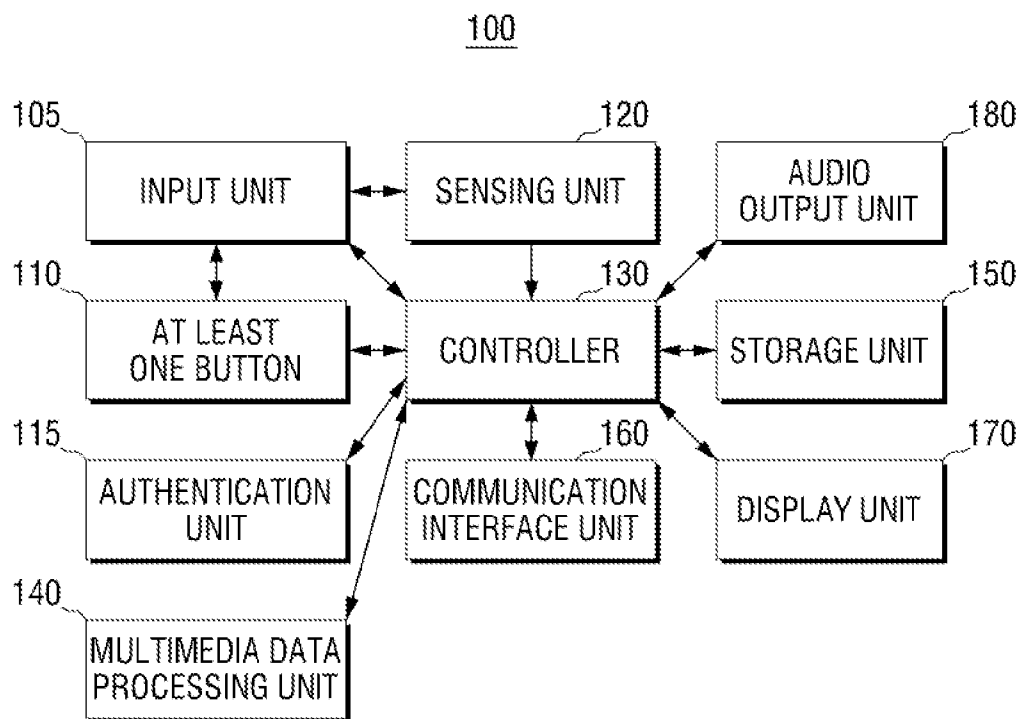 100
105
INPUT UNIT
120
SENSING UNIT
180
AUDIO
OUTPUT UNIT
110
AT LEAST
ONE BUTTON
130
CONTROLLER
150
STORAGE UNIT
115
AUTHENTICATION
UNIT
160
COMMUNICATION
INTERFACE UNIT
170
DISPLAY UNIT
140
MULTIMEDIA DATA
PROCESSING UNIT